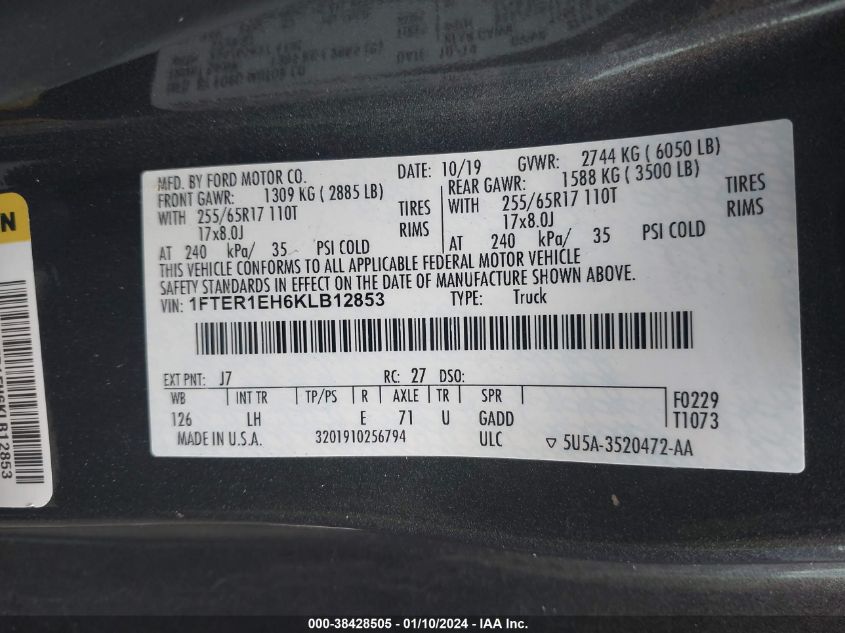 MFD. BY FORD MOTOR CO. DATE: 10/19 GVWR: 2744 KG ( 6050 LB)
FRONT GAWR: 1309 KG ( 2885 LB) REAR GAWR: 1588 KG ( 3500 LB)
WITH 255/65R17 110T TIRES WITH 255/65R17 110T TIRES
17x8.0J RIMS 17x8.0J RIMS
AT 240 kPa/ 35 PSI COLD AT 240 kPa/ 35 PSI COLD
THIS VEHICLE CONFORMS TO ALL APPLICABLE FEDERAL MOTOR VEHICLE
SAFETY STANDARDS IN EFFECT ON THE DATE OF MANUFACTURE SHOWN ABOVE.
VIN: 1FTER1EH6KLB12853 TYPE: Truck
EXT PNT: J7 RC: 27 DSO:
WB INT TR TP/PS R AXLE TR SPR F0229
126 LH E 71 U GADD T1073
MADE IN U.S.A. 3201910256794 ULC ▽ 5U5A-3520472-AA
000-38428505 - 01/10/2024 - IAA Inc.